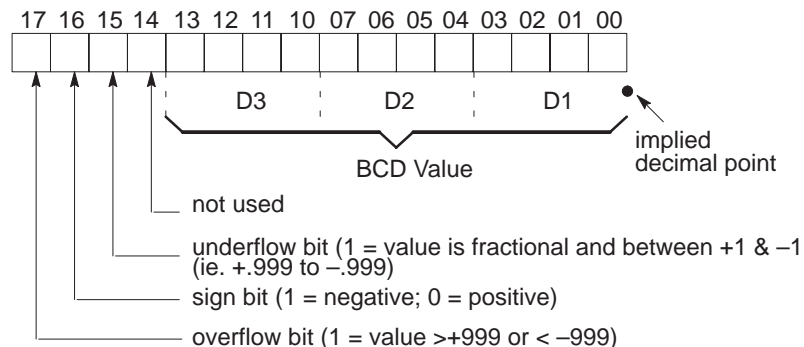 17 16 15 14 13 12 11 10 07 06 05 04 03 02 01 00
D3 D2 D1
implied
decimal point
BCD Value
not used
underflow bit (1 = value is fractional and between +1 & –1
(ie. +.999 to –.999)
sign bit (1 = negative; 0 = positive)
overflow bit (1 = value >+999 or < –999)